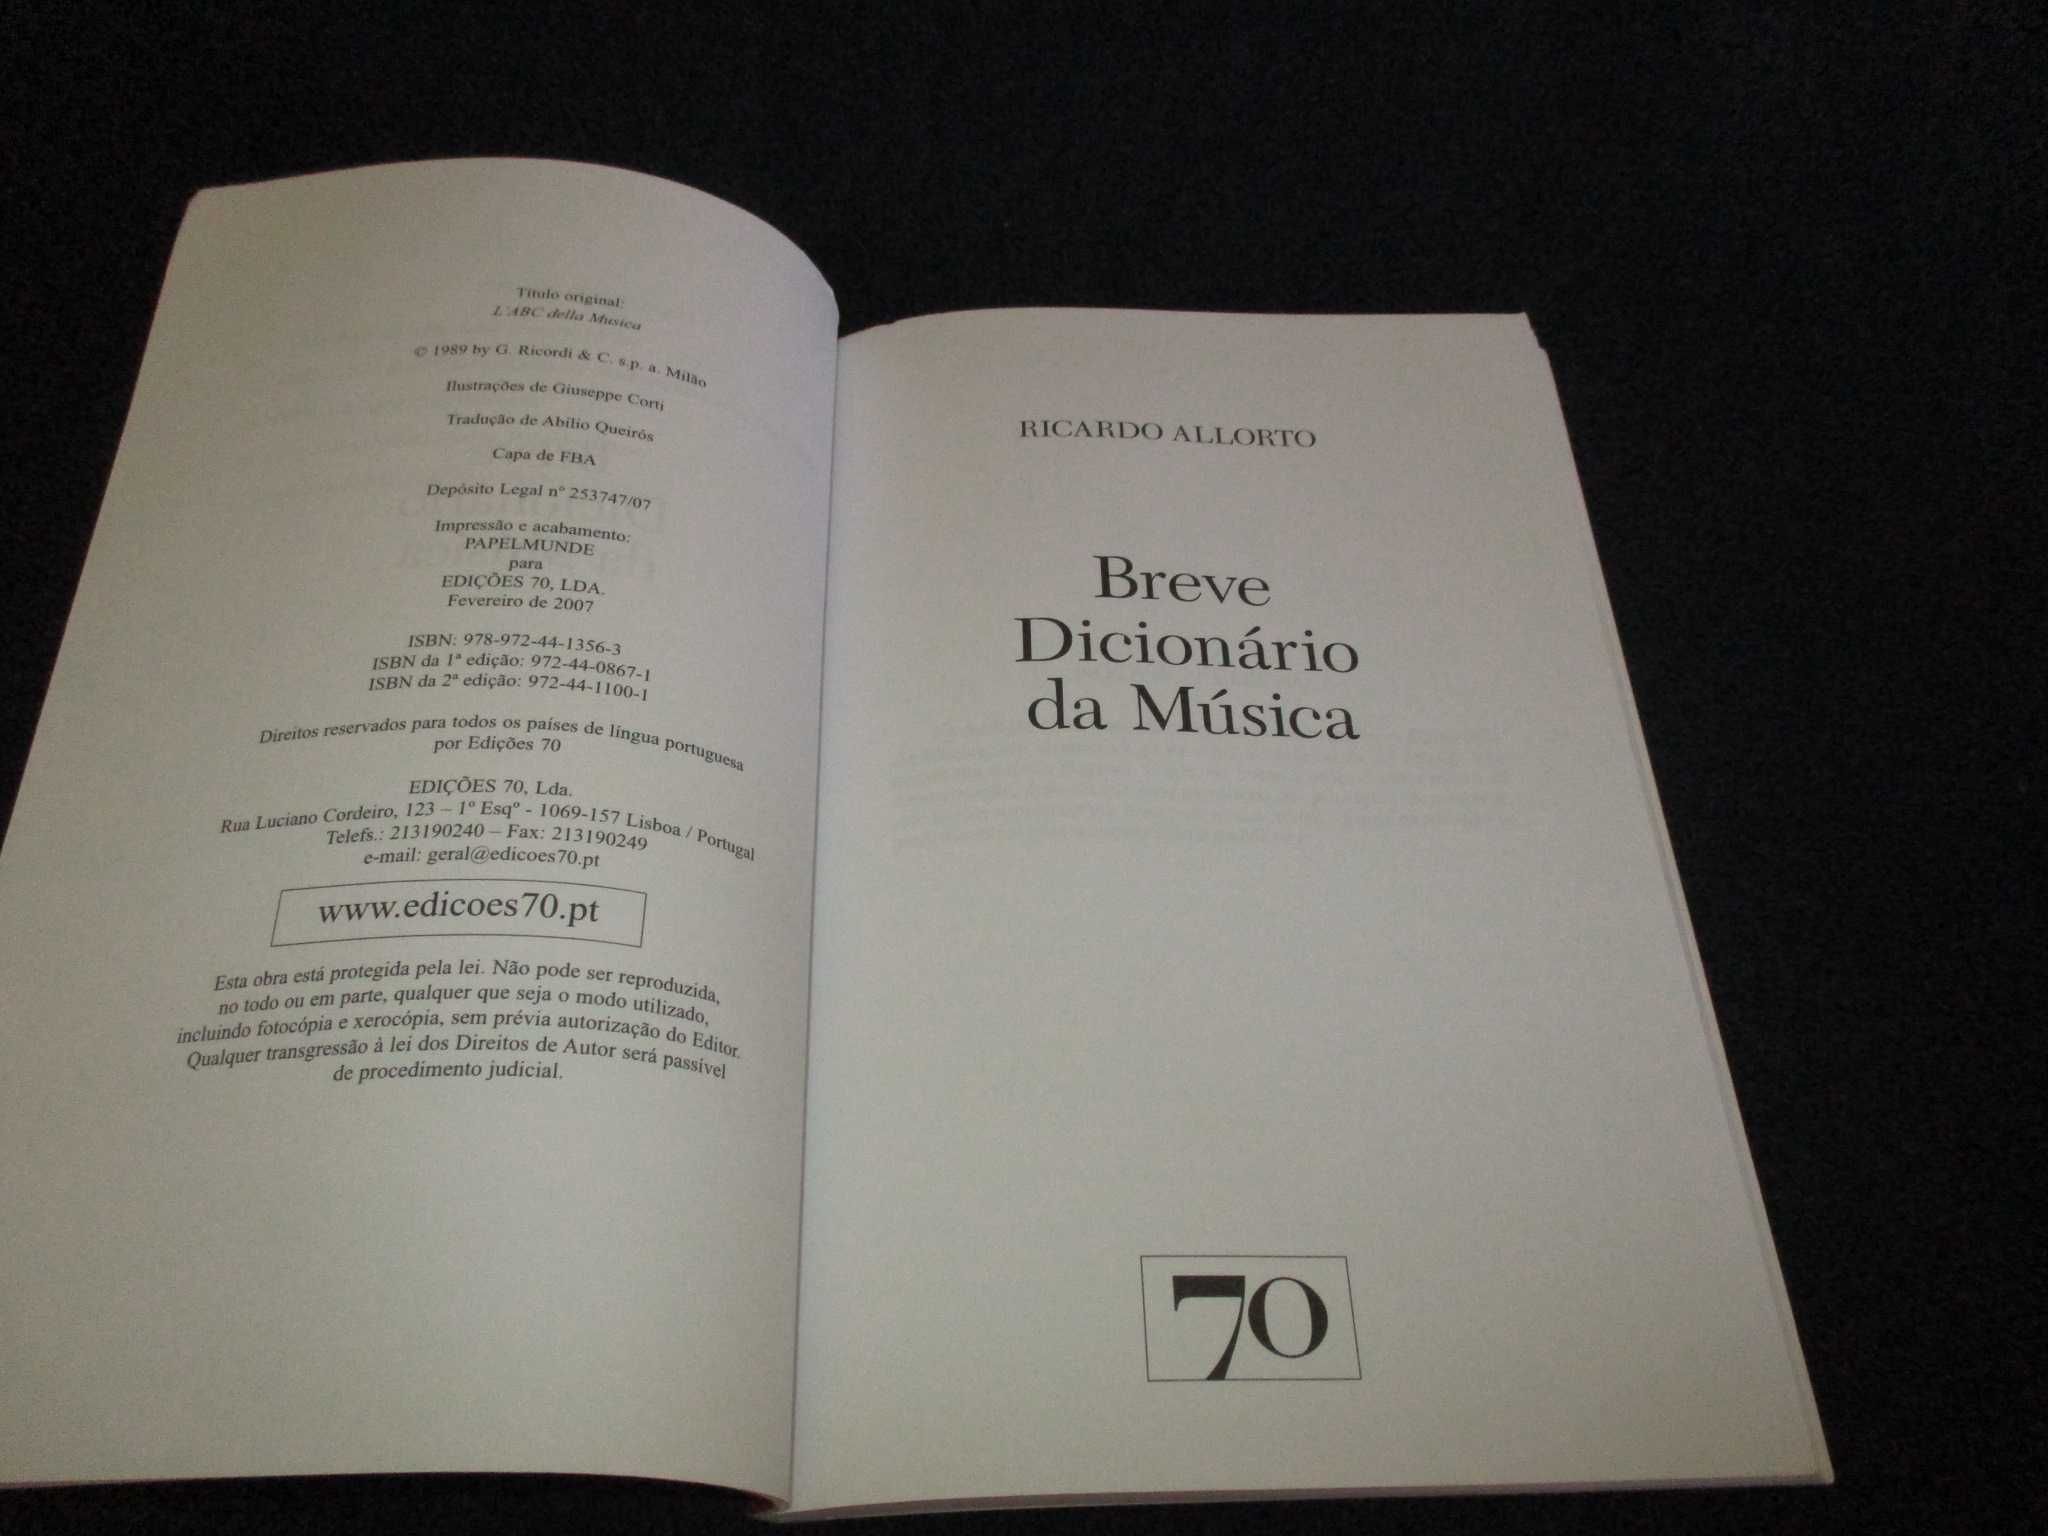 Título original:
L'ABC della Musica
© 1989 by G. Ricordi & C. s.p. a. Milão
Ilustrações de Giuseppe Corti
Tradução de Abílio Queirós
Capa de FBA
Depósito Legal nº 253747/07
Impressão e acabamento:
PAPELMUNDE
para
EDIÇÕES 70, LDA.
Fevereiro de 2007
ISBN: 978-972-44-1356-3
ISBN da 1ª edição: 972-44-0867-1
ISBN da 2ª edição: 972-44-1100-1
Direitos reservados para todos os países de língua portuguesa
por Edições 70
EDIÇÕES 70, Lda.
Rua Luciano Cordeiro, 123 – 1º Esqº - 1069-157 Lisboa / Portugal
Telefs.: 213190240 – Fax: 213190249
e-mail: geral@edicoes70.pt
www.edicoes70.pt
Esta obra está protegida pela lei. Não pode ser reproduzida,
no todo ou em parte, qualquer que seja o modo utilizado,
incluindo fotocópia e xerocópia, sem prévia autorização do Editor.
Qualquer transgressão à lei dos Direitos de Autor será passível
de procedimento judicial.
RICARDO ALLORTO
Breve
Dicionário
da Música
70